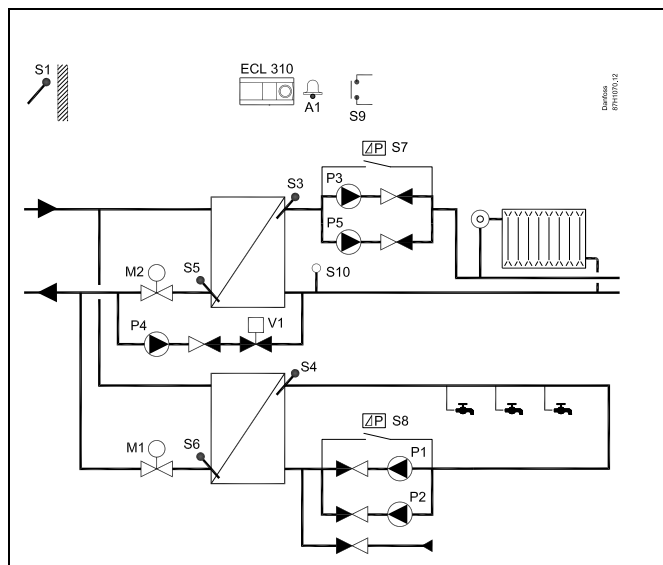 S1
ECL 310
A1
S9
Danfoss
87H1070.12
P S7
S3
P3
P5
M2
S5
S10
P4
V1
S4
P S8
M1
S6
P1
P2